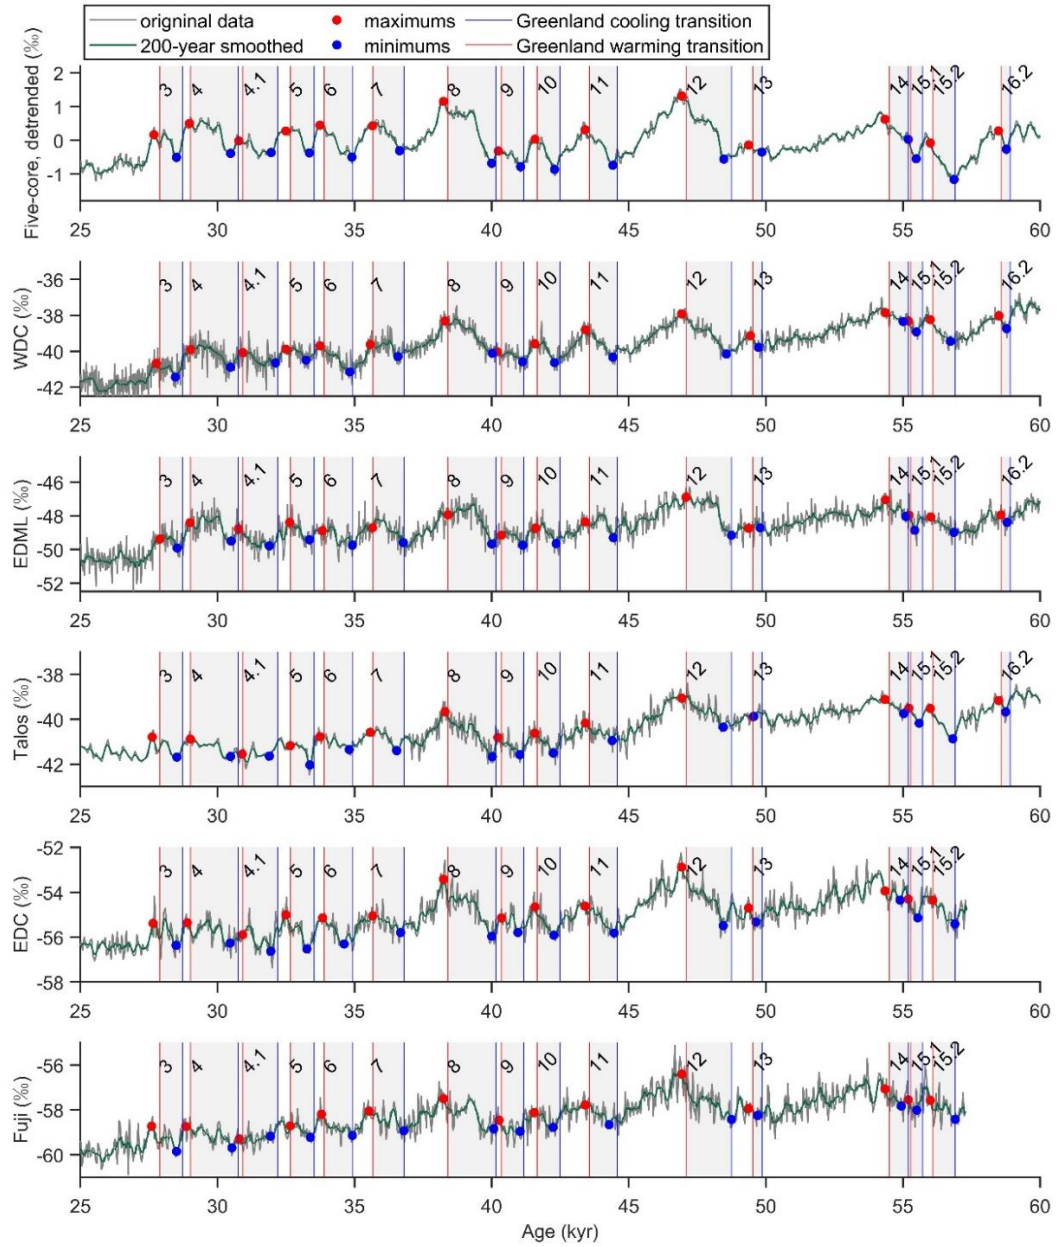 origninal data
200-year smoothed
maximums
minimums
Greenland cooling transition
Greenland warming transition
Five-core, detrended (‰)
2
1
0
-1
3 4 4.1 5 6 7 8 9 10 11 12 13 14 15.1 15.2 16.2
25 30 35 40 45 50 55 60
WDC (‰)
-36
-38
-40
-42
3 4 4.1 5 6 7 8 9 10 11 12 13 14 15.1 15.2 16.2
25 30 35 40 45 50 55 60
EDML (‰)
-46
-48
-50
-52
3 4 4.1 5 6 7 8 9 10 11 12 13 14 15.1 15.2 16.2
25 30 35 40 45 50 55 60
Talos (‰)
-38
-40
-42
3 4 4.1 5 6 7 8 9 10 11 12 13 14 15.1 15.2 16.2
25 30 35 40 45 50 55 60
EDC (‰)
-52
-54
-56
-58
3 4 4.1 5 6 7 8 9 10 11 12 13 14 15.1 15.2
25 30 35 40 45 50 55 60
Fuji (‰)
-56
-58
-60
3 4 4.1 5 6 7 8 9 10 11 12 13 14 15.1 15.2
25 30 35 40 45 50 55 60
Age (kyr)